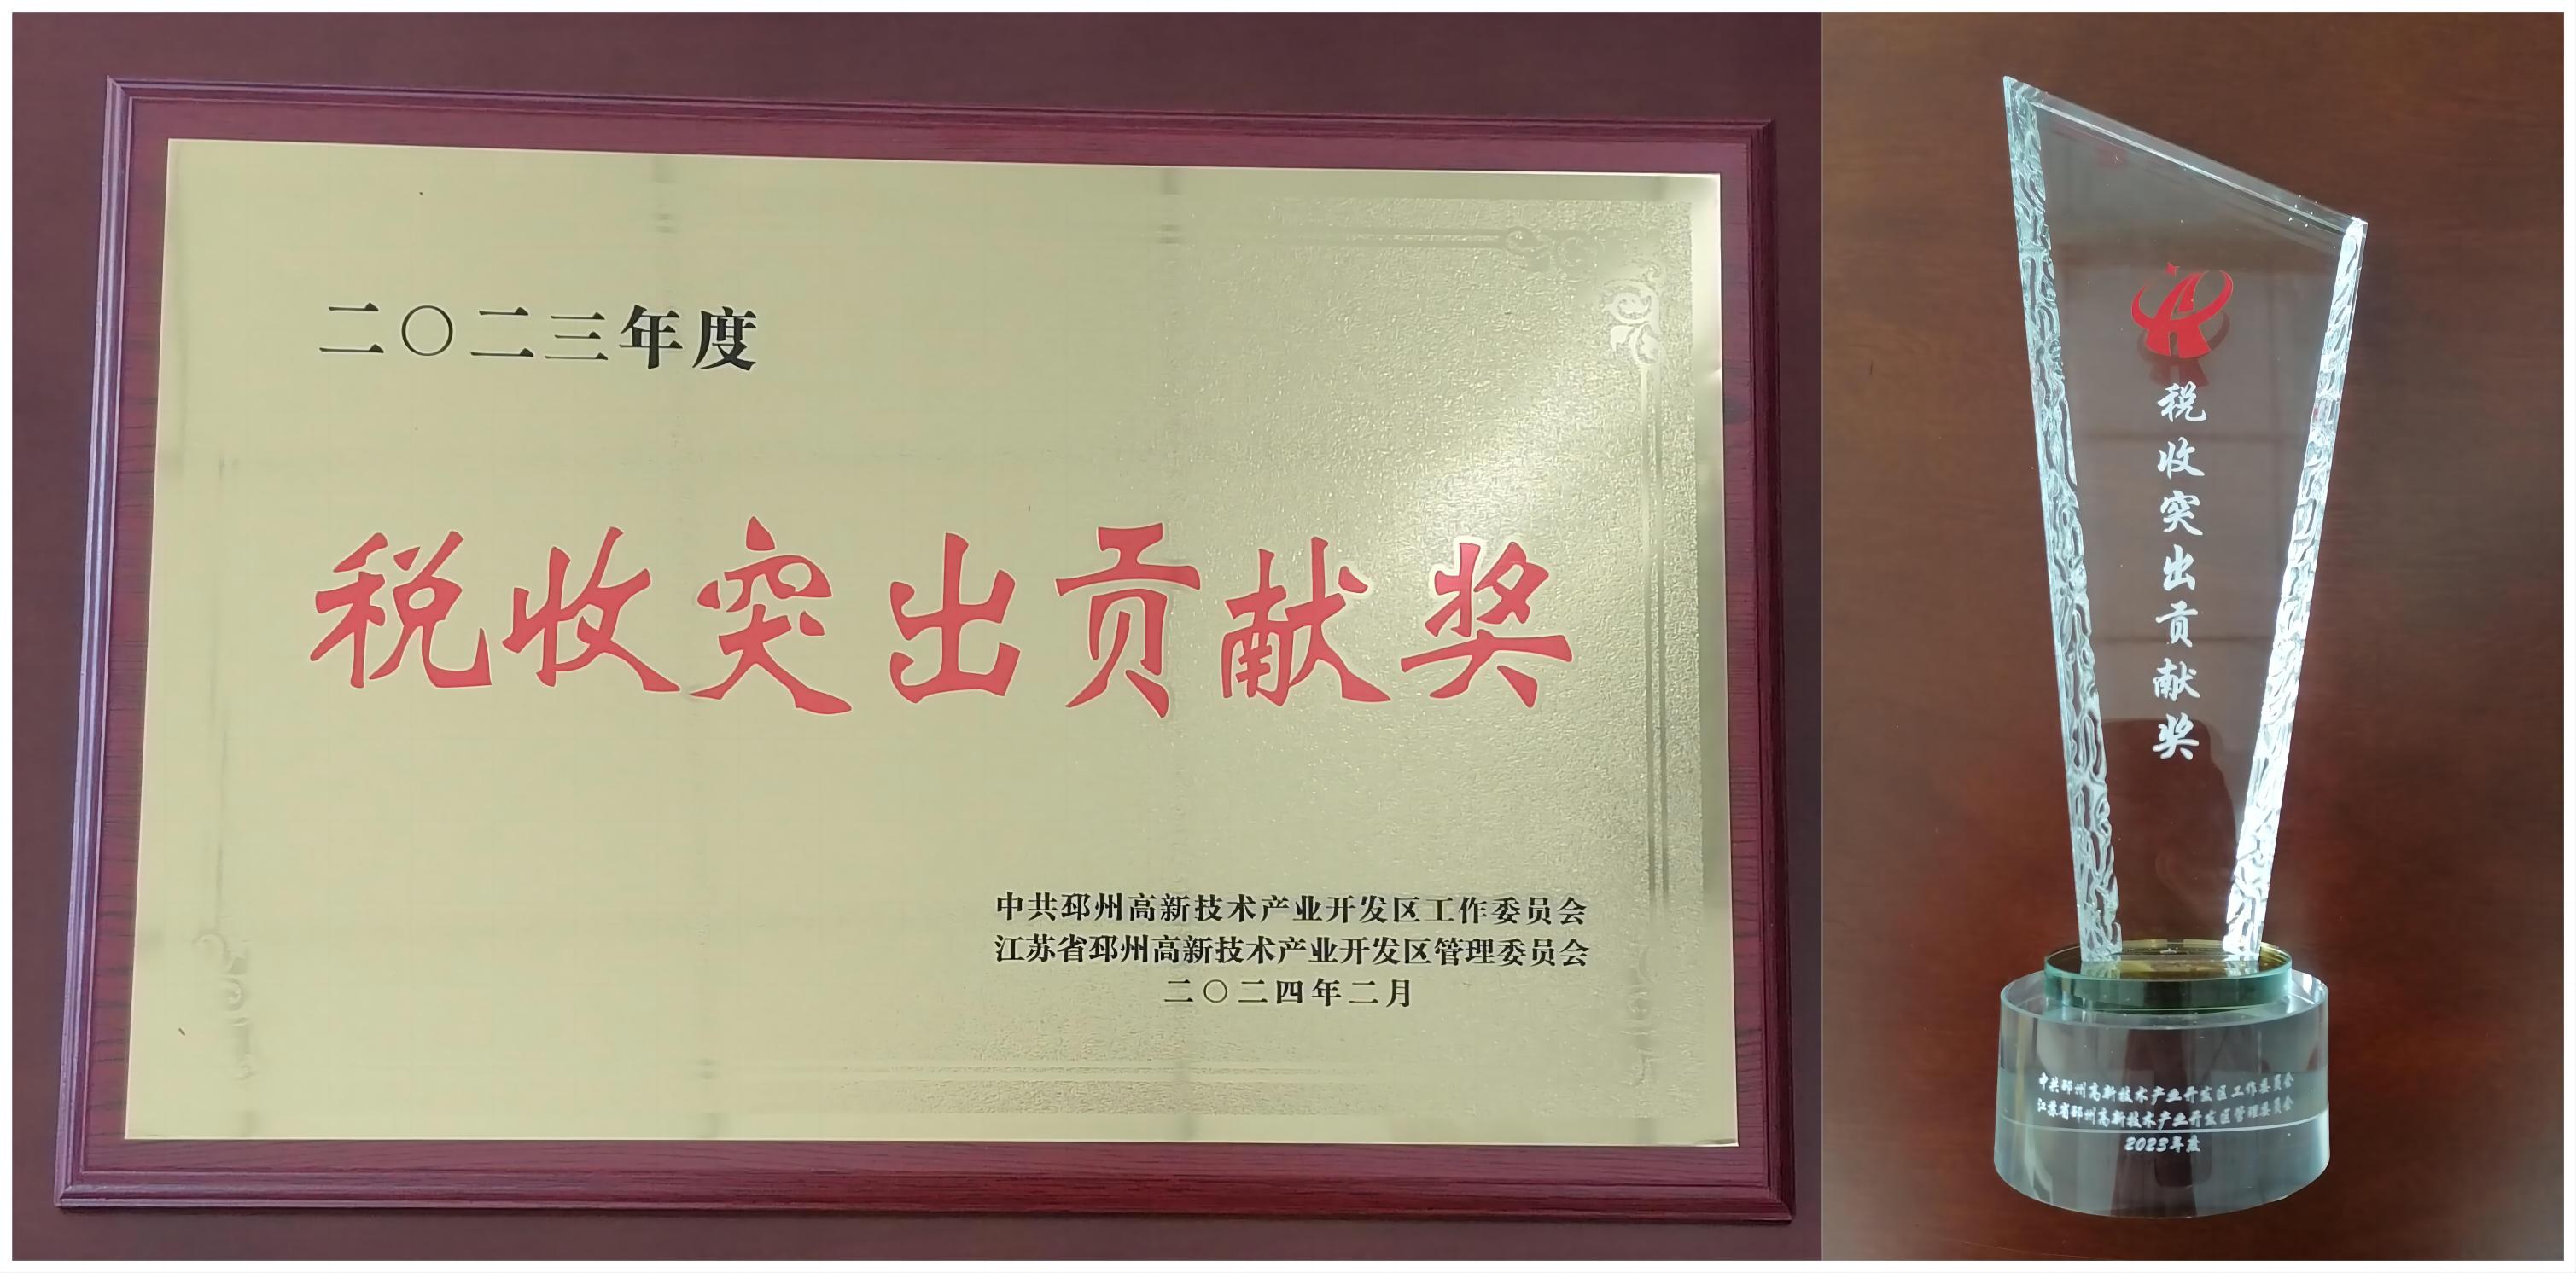 二〇二三年度
税收突出贡献奖
中共邳州高新技术产业开发区工作委员会
江苏省邳州高新技术产业开发区管理委员会
二〇二四年二月
税收突出贡献奖
中共邳州高新技术产业开发区工作委员会
江苏省邳州高新技术产业开发区管理委员会
2023年度